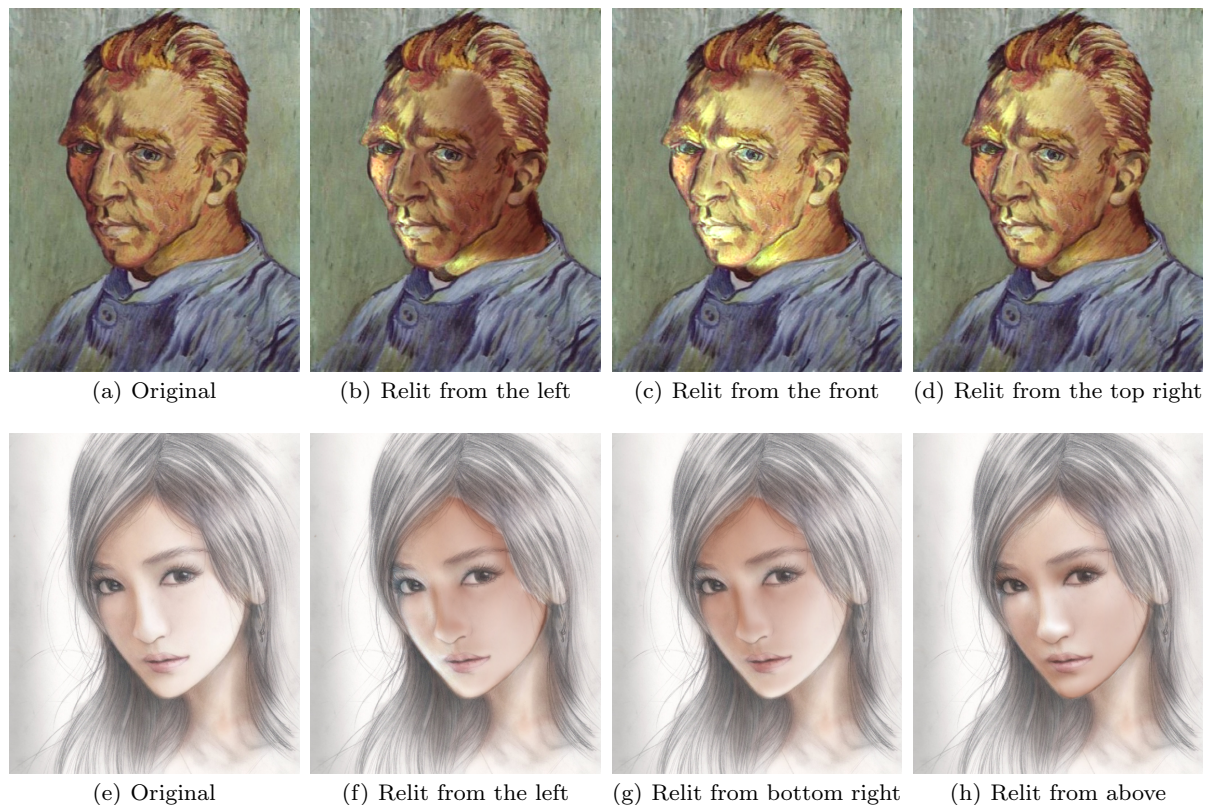 (a) Original
(b) Relit from the left
(c) Relit from the front
(d) Relit from the top right
(e) Original
(f) Relit from the left
(g) Relit from bottom right
(h) Relit from above